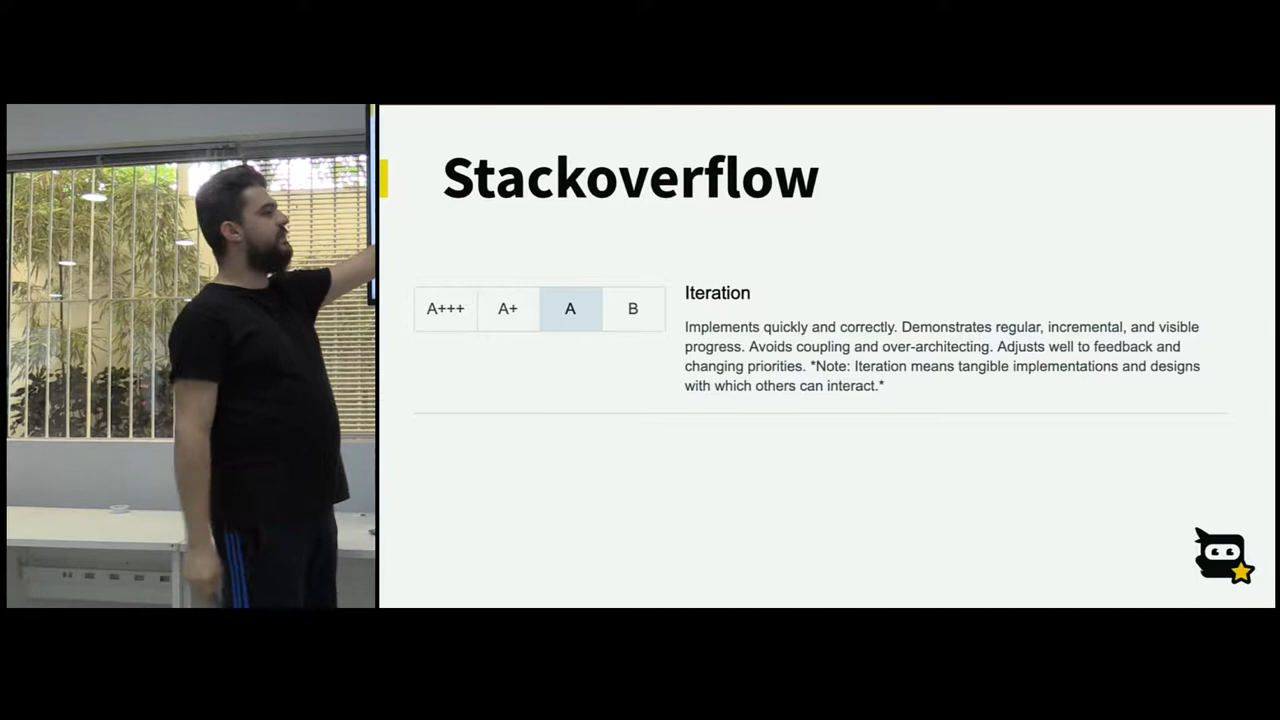 Stackoverflow
A+++ A+ A B
Iteration
Implements quickly and correctly. Demonstrates regular, incremental, and visible
progress. Avoids coupling and over-architecting. Adjusts well to feedback and
changing priorities. *Note: Iteration means tangible implementations and designs
with which others can interact.*